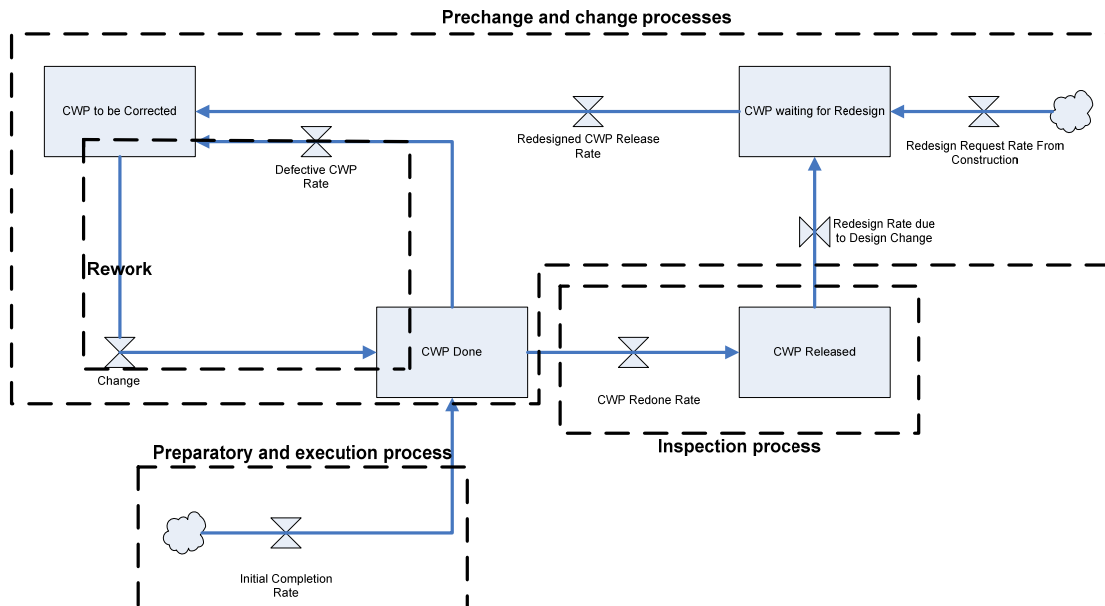 Prechange and change processes
CWP to be Corrected
CWP waiting for Redesign
Redesigned CWP Release
Rate
Redesign Request Rate From
Construction
Defective CWP
Rate
Redesign Rate due
to Design Change
Rework
CWP Done
CWP Released
Change
CWP Redone Rate
Inspection process
Preparatory and execution process
Initial Completion
Rate